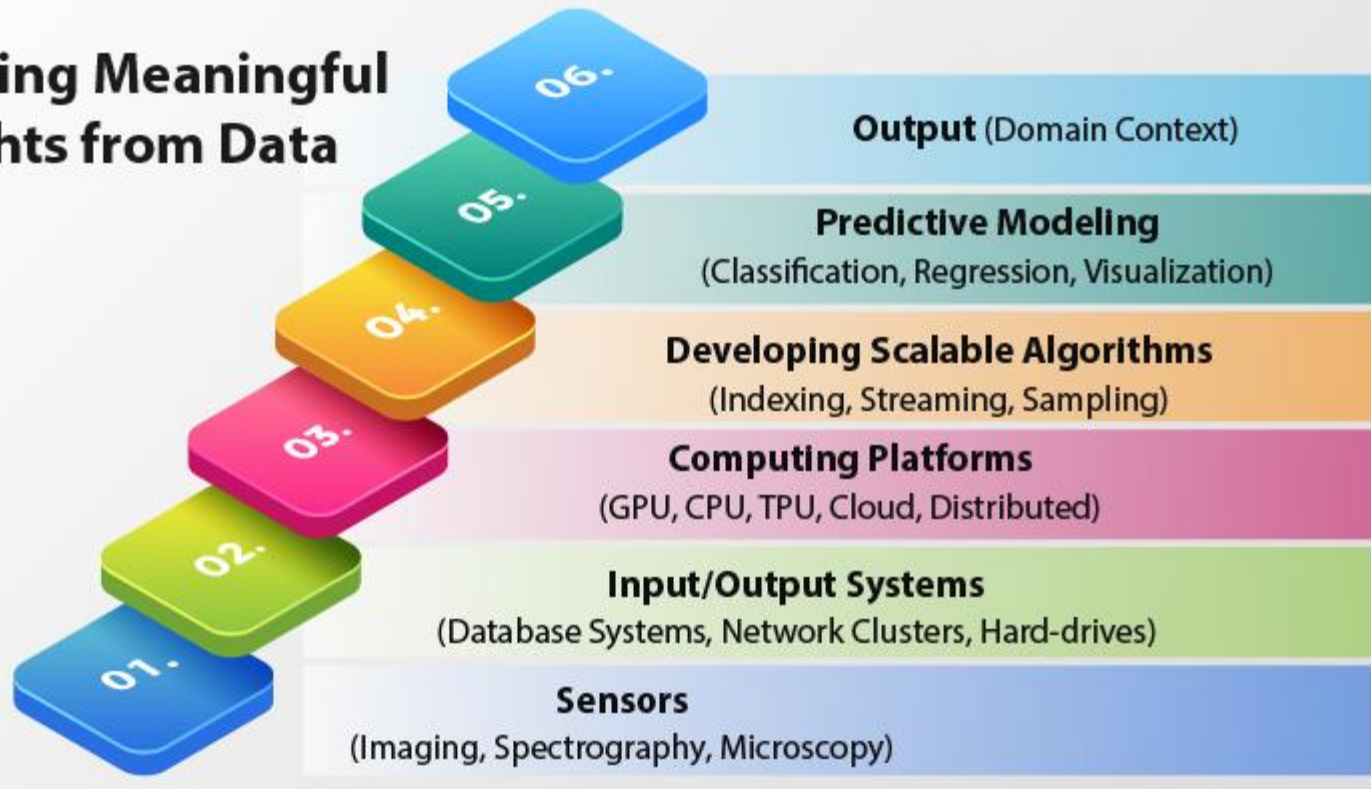 ing Meaningful
hts from Data
06.
Output (Domain Context)
05.
Predictive Modeling
(Classification, Regression, Visualization)
04.
Developing Scalable Algorithms
(Indexing, Streaming, Sampling)
03.
Computing Platforms
(GPU, CPU, TPU, Cloud, Distributed)
02.
Input/Output Systems
(Database Systems, Network Clusters, Hard-drives)
01.
Sensors
(Imaging, Spectrography, Microscopy)